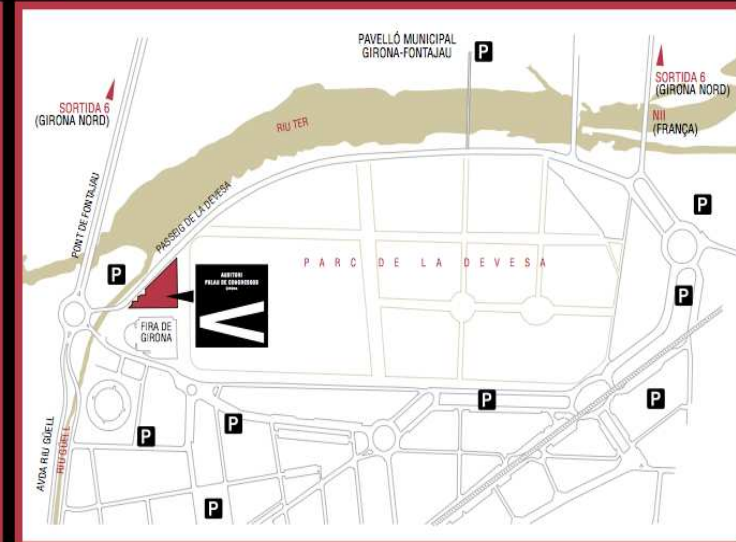 PAVELLÓ MUNICIPAL
GIRONA-FONTAJAU
P
SORTIDA 6
(GIRONA NORD)
SORTIDA 6
(GIRONA NORD)
NII
(FRANÇA)
RIU TER
PONT DE FONTAJAU
PASSEIG DE LA DEVESA
P
P
PARC DE LA DEVESA
AUDITORI
PALAU DE CONGRESSOS
GIRONA
P
FIRA DE
GIRONA
P
P
P
P
AVDA RIU GÜELL
RIU GÜELL
P